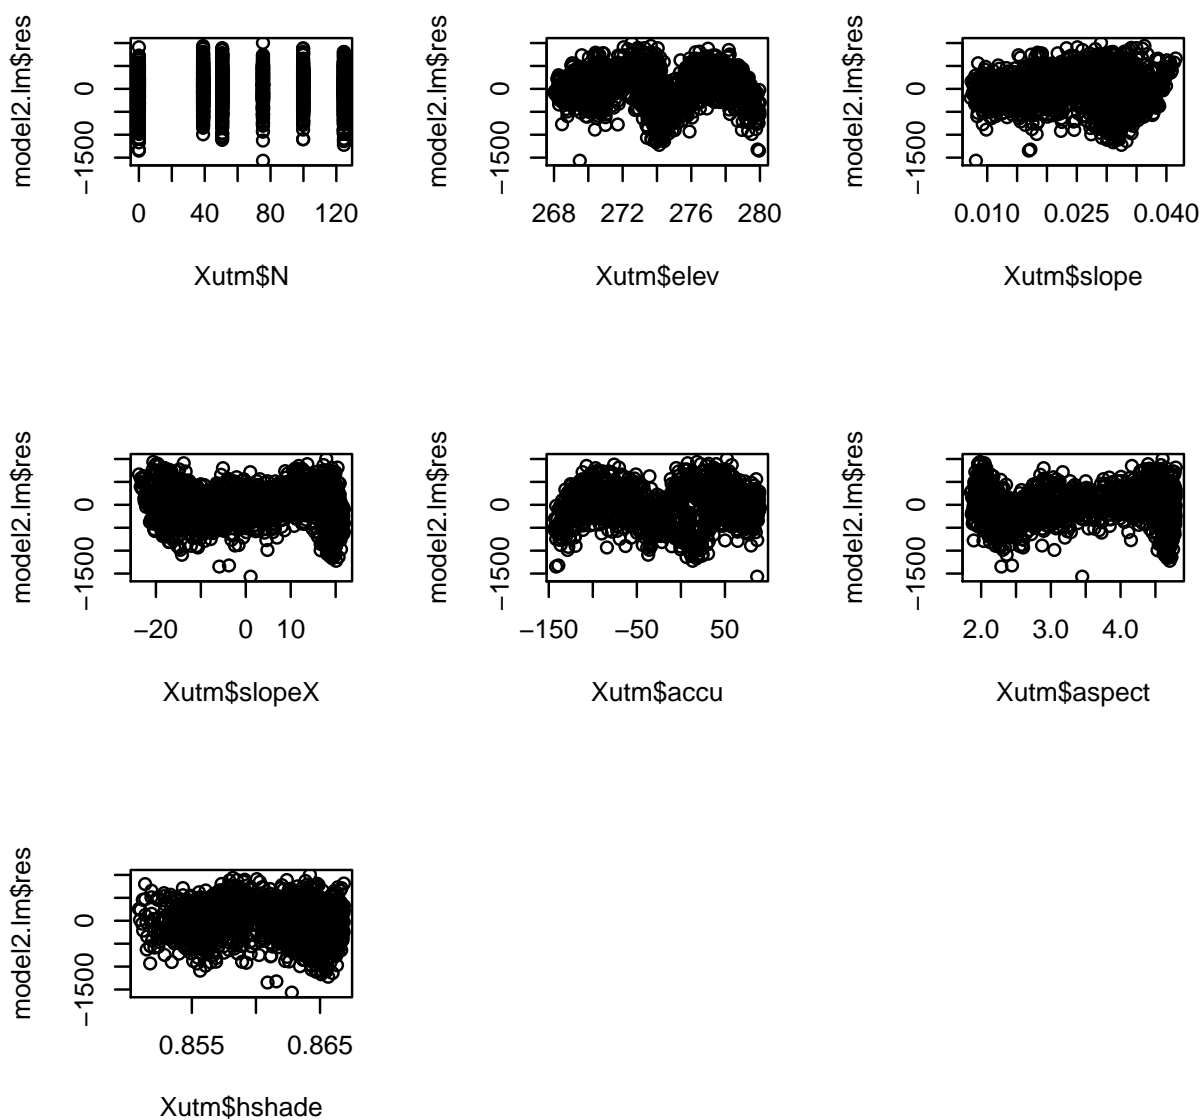 model2.lm$res
0
−1500
0 40 80 120
Xutm$N
model2.lm$res
0
−1500
268 272 276 280
Xutm$elev
model2.lm$res
0
−1500
0.010 0.025 0.040
Xutm$slope
model2.lm$res
0
−1500
−20 0 10
Xutm$slopeX
model2.lm$res
0
−1500
−150 −50 50
Xutm$accu
model2.lm$res
0
−1500
2.0 3.0 4.0
Xutm$aspect
model2.lm$res
0
−1500
0.855 0.865
Xutm$hshade